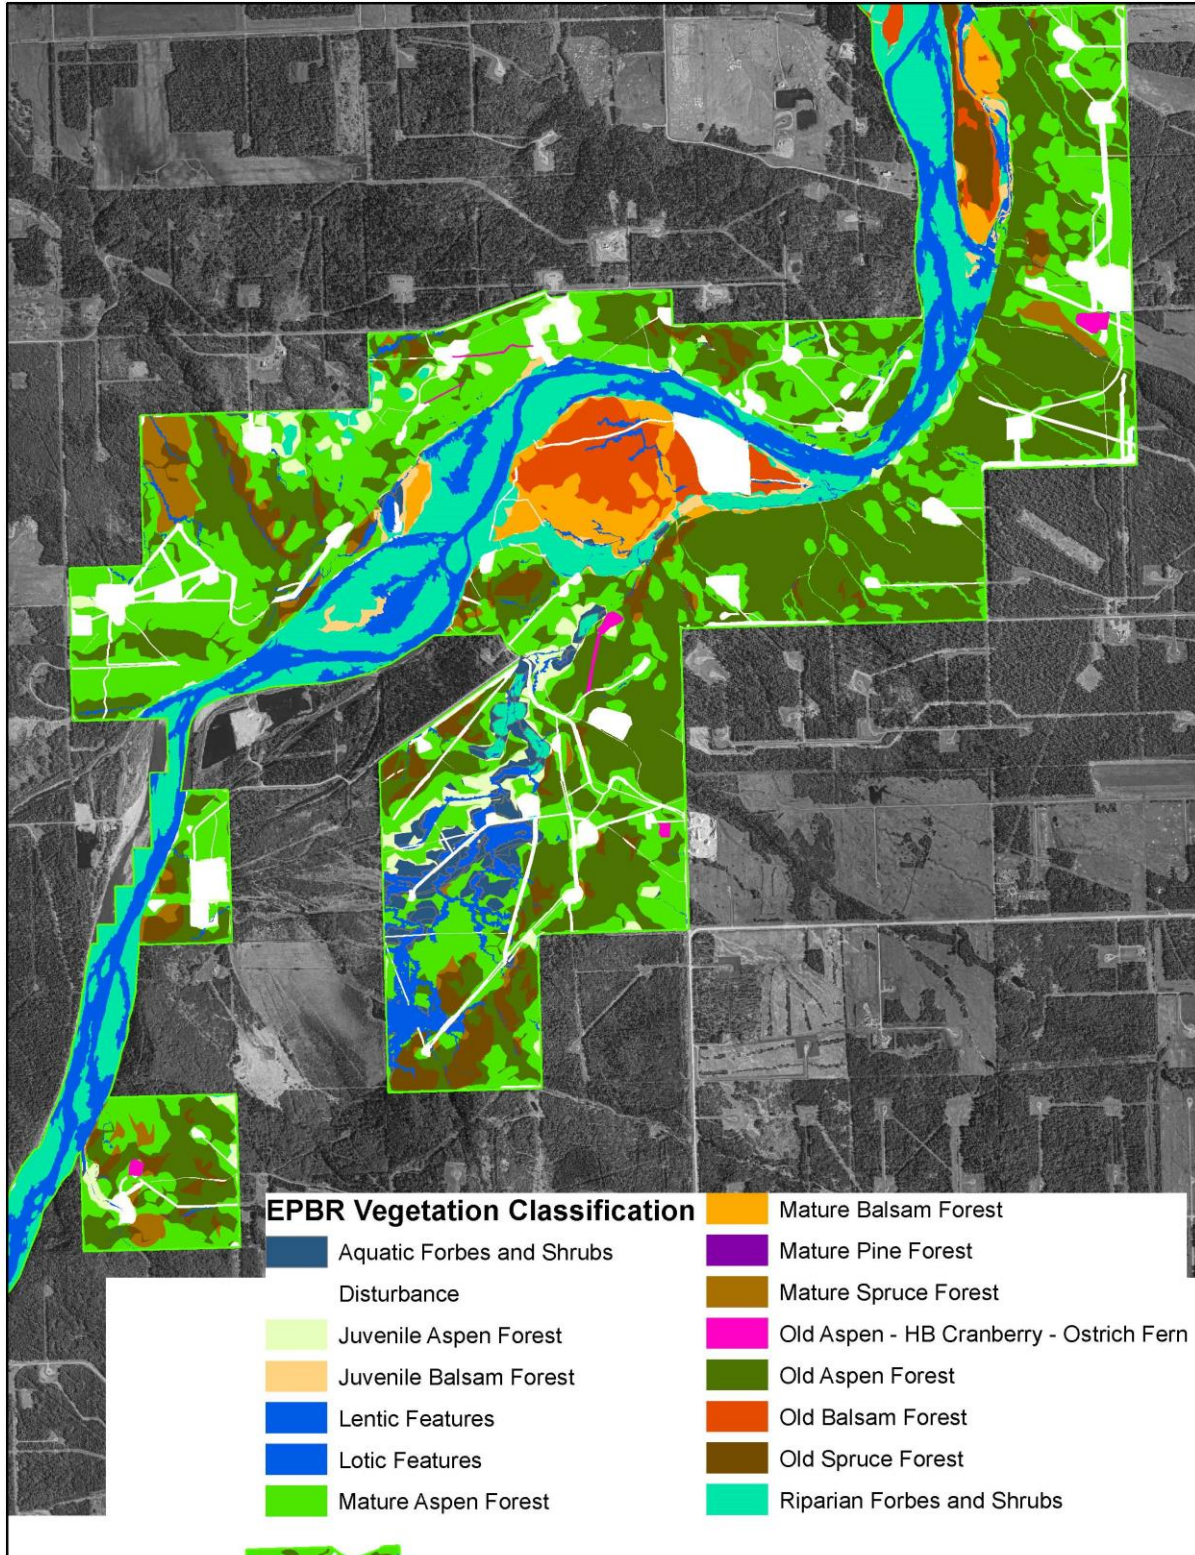 EPBR Vegetation Classification
Aquatic Forbes and Shrubs
Disturbance
Juvenile Aspen Forest
Juvenile Balsam Forest
Lentic Features
Lotic Features
Mature Aspen Forest
Mature Balsam Forest
Mature Pine Forest
Mature Spruce Forest
Old Aspen - HB Cranberry - Ostrich Fern
Old Aspen Forest
Old Balsam Forest
Old Spruce Forest
Riparian Forbes and Shrubs